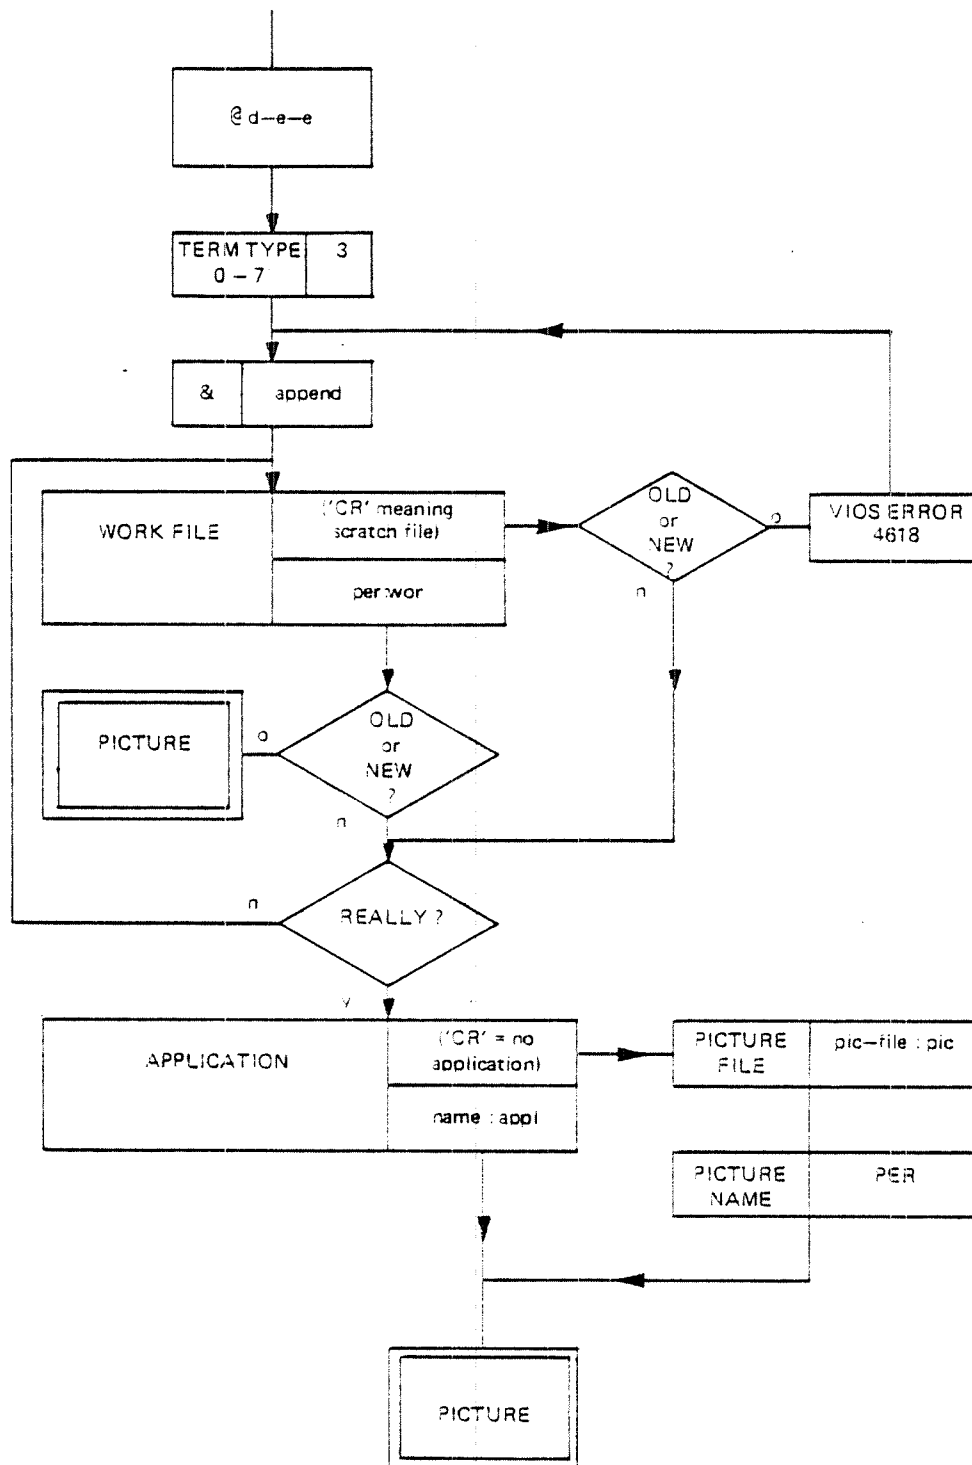 @d–e–e
TERM TYPE
0 – 7
3
&
append
WORK FILE
('CR' meaning
scratch file)
per:wor
OLD
or
NEW
?
o
n
VIOS ERROR
4618
PICTURE
o
OLD
or
NEW
?
n
n
REALLY ?
y
APPLICATION
('CR' = no
application)
name : appl
PICTURE
FILE
pic–file : pic
PICTURE
NAME
PER
PICTURE